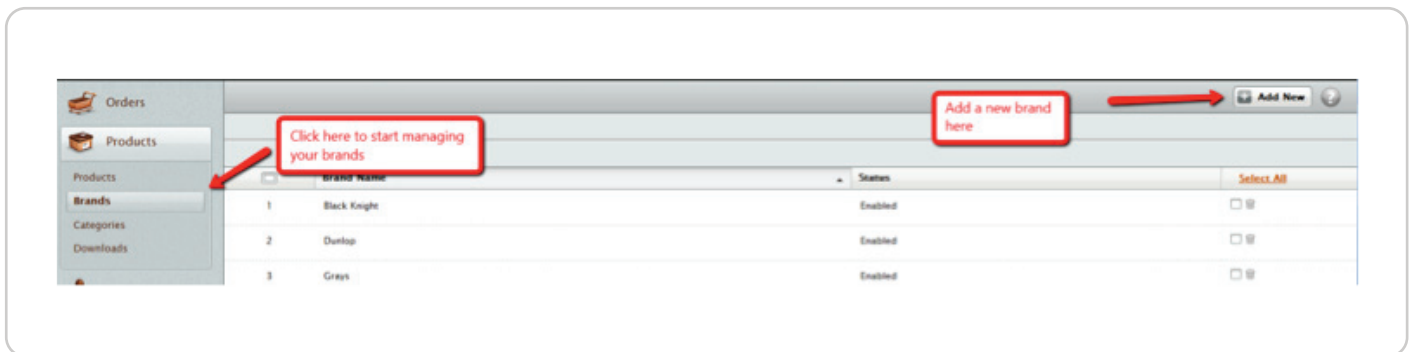 Orders
Add New
Add a new brand
here
Products
Click here to start managing
your brands
Products
Brand Name
Status
Select All
Brands
1 Black Knight Enabled
Categories
2 Dunlop Enabled
Downloads
3 Grays Enabled